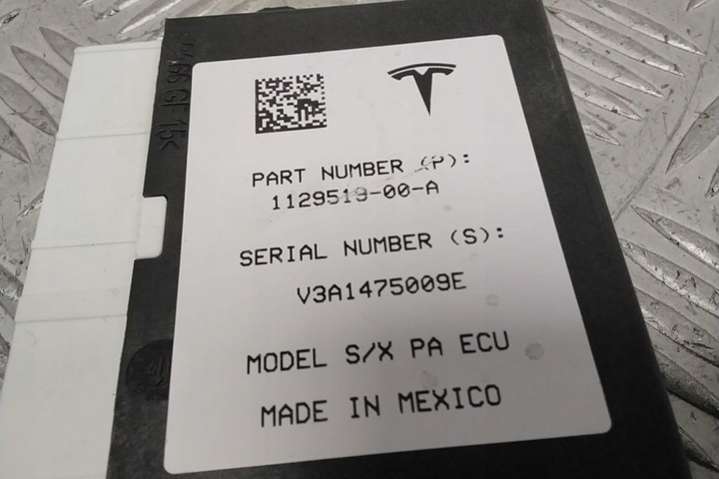 PART NUMBER (P):
1129519-00-A
SERIAL NUMBER (S):
V3A1475009E
MODEL S/X PA ECU
MADE IN MEXICO